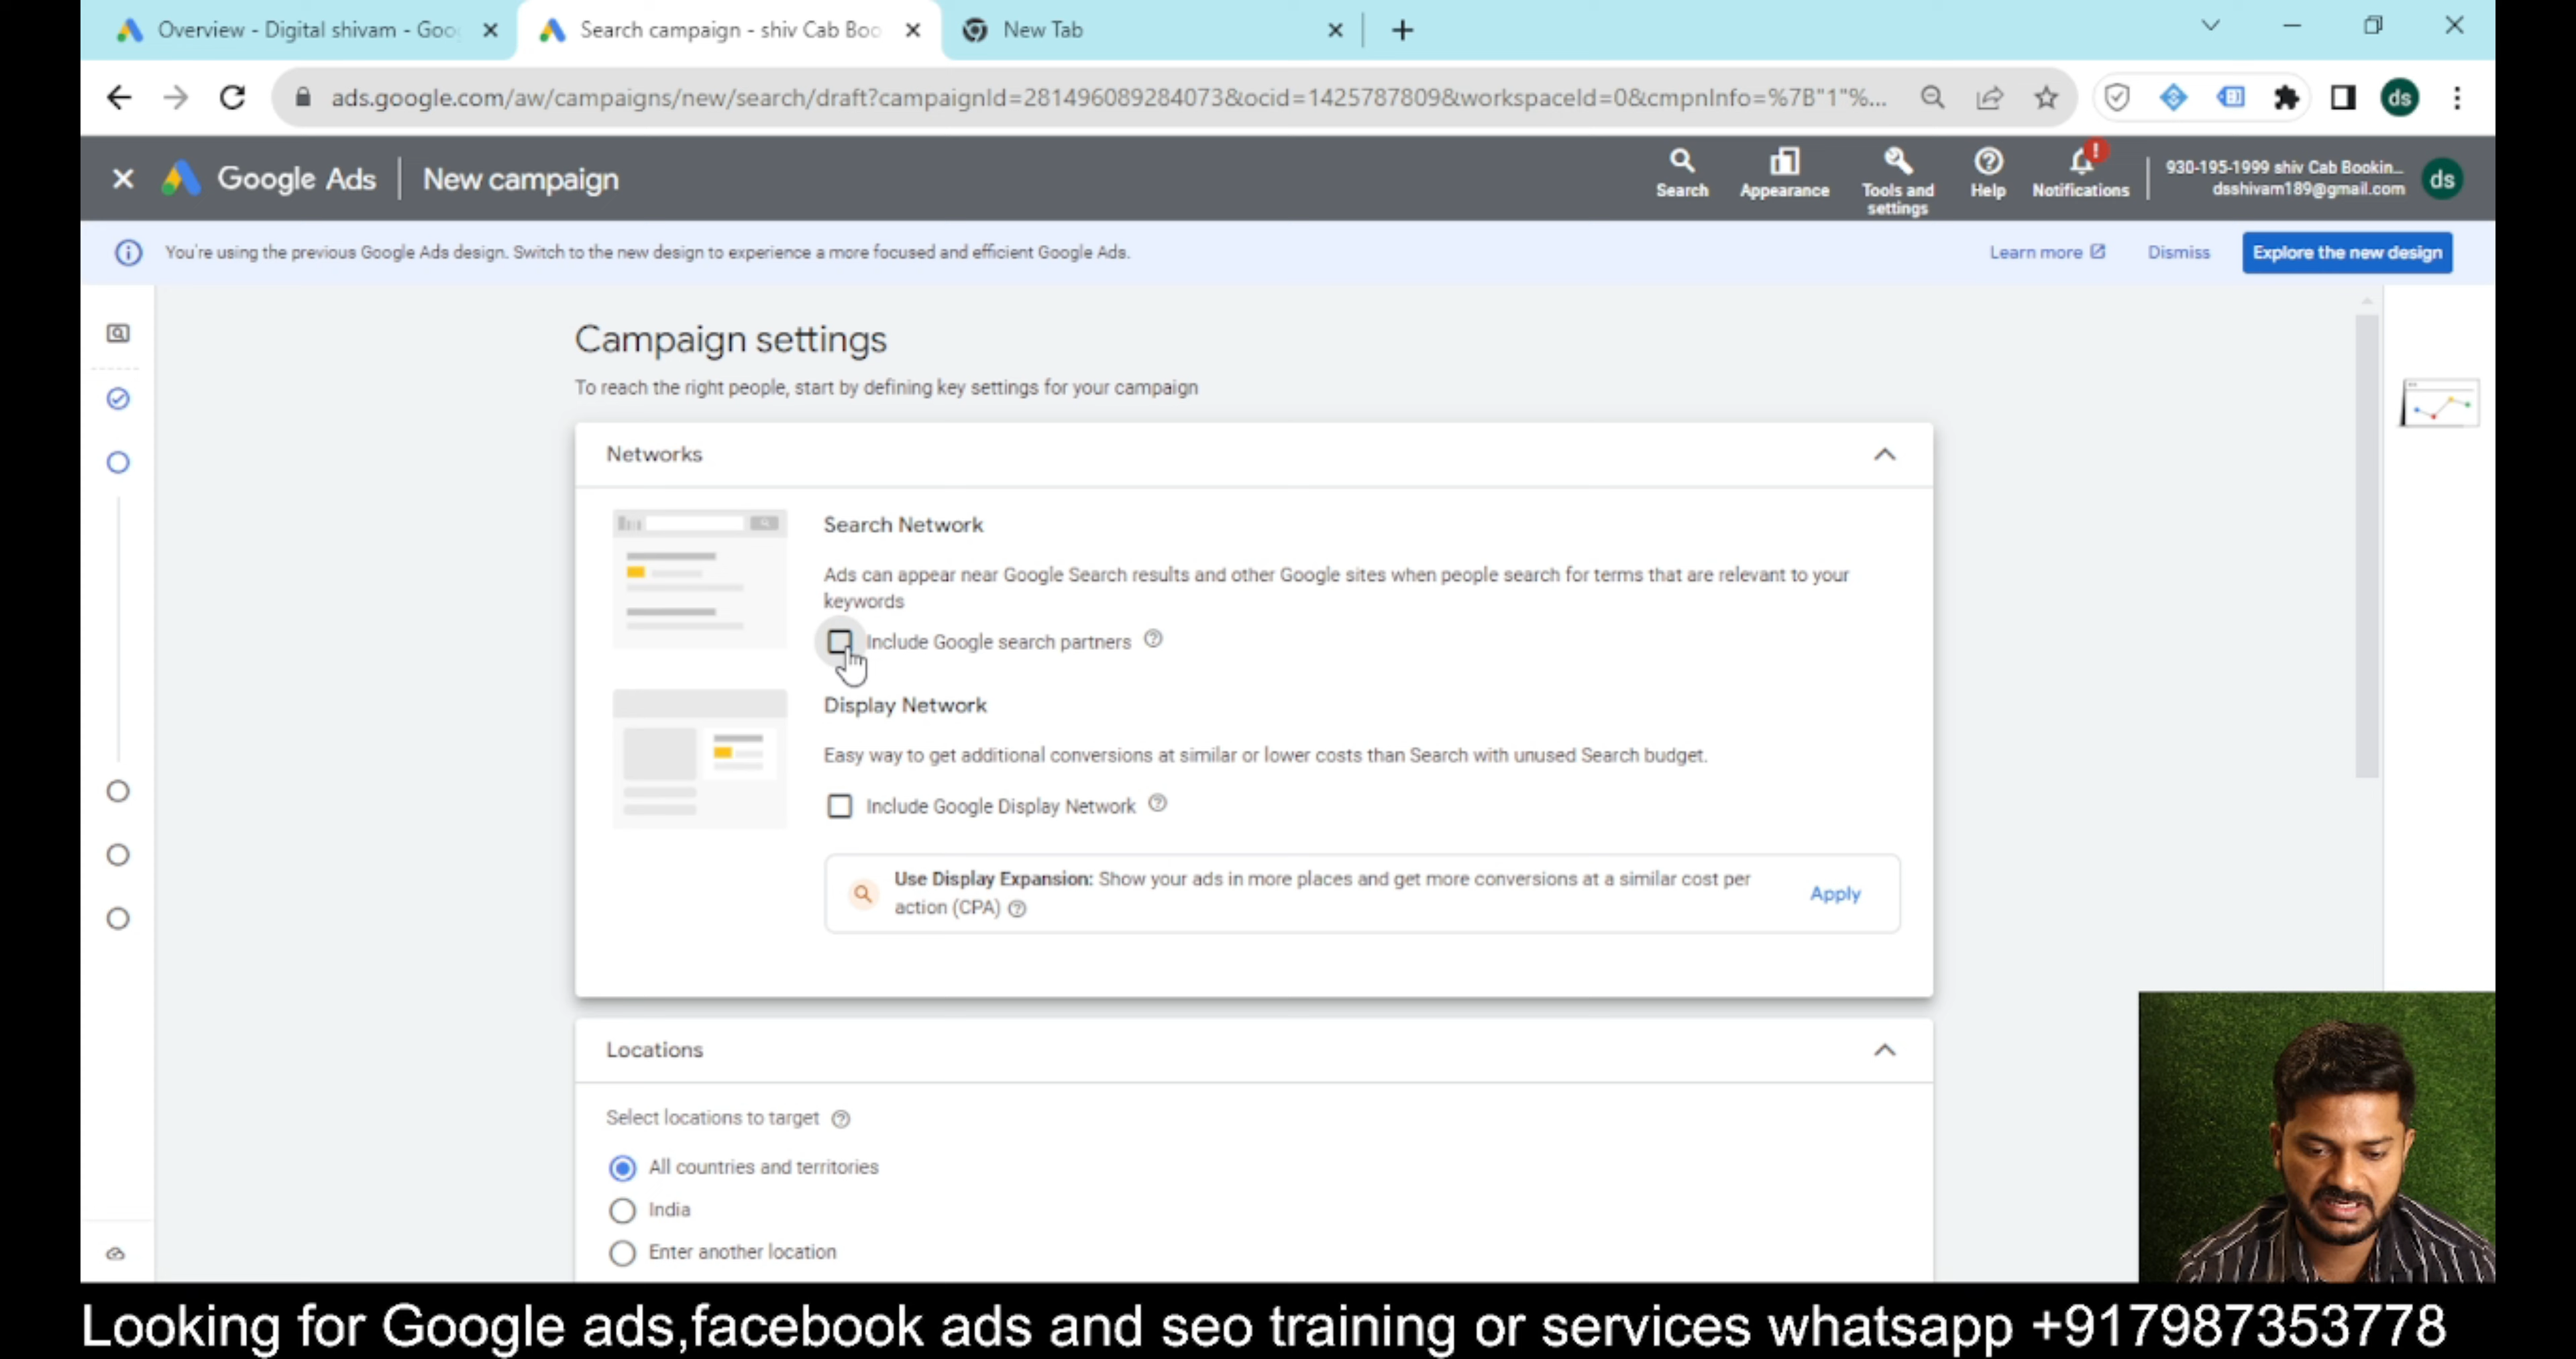 Overview - Digital shivam - Goo
Search campaign - shiv Cab Boo
New Tab
ads.google.com/aw/campaigns/new/search/draft?campaignId=281496089284073&ocid=1425787809&workspaceId=0&cmpnInfo=%7B"1"%...
ds
Google Ads
New campaign
Search
Appearance
Tools and
settings
Help
Notifications
930-195-1999 shiv Cab Bookin...
dsshivam189@gmail.com
ds
You're using the previous Google Ads design. Switch to the new design to experience a more focused and efficient Google Ads.
Learn more
Dismiss
Explore the new design
Campaign settings
To reach the right people, start by defining key settings for your campaign
Networks
Search Network
Ads can appear near Google Search results and other Google sites when people search for terms that are relevant to your
keywords
Include Google search partners
Display Network
Easy way to get additional conversions at similar or lower costs than Search with unused Search budget.
Include Google Display Network
Use Display Expansion: Show your ads in more places and get more conversions at a similar cost per
action (CPA)
Apply
Locations
Select locations to target
All countries and territories
India
Enter another location
Looking for Google ads,facebook ads and seo training or services whatsapp +917987353778